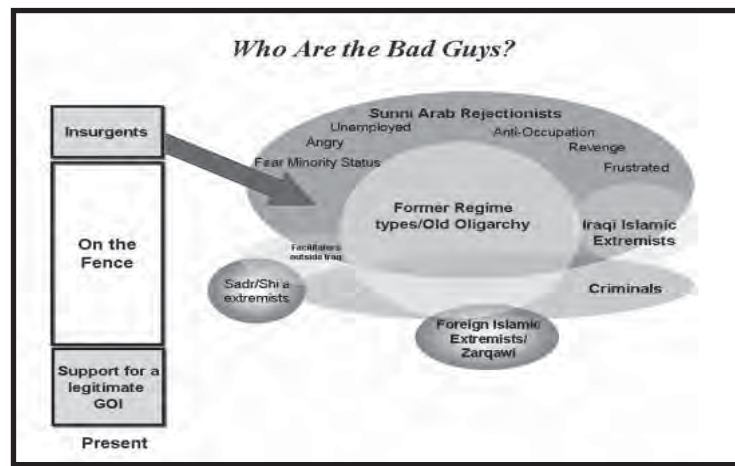 Who Are the Bad Guys?
Insurgents
On the
Fence
Support for a
legitimate
GOI
Present
Sunni Arab Rejectionists
Unemployed
Anti-Occupation
Angry
Revenge
Fear Minority Status
Frustrated
Former Regime
types/Old Oligarchy
Iraqi Islamic
Extremists
Facilitaters
outside Iraq
Sadr/Shi a
extremists
Criminals
Foreign Islamic
Extremists/
Zarqawi